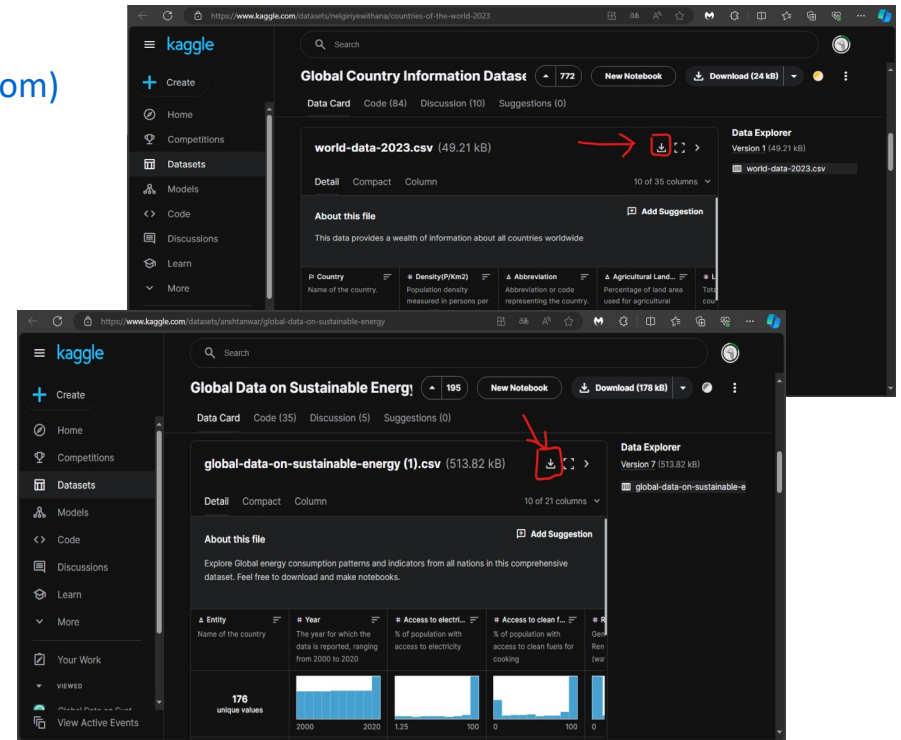 om)
https://www.kaggle.com/datasets/nelgiriyewithana/countries-of-the-world-2023
kaggle
Search
Create
Global Country Information Datase
772
New Notebook
Download (24 kB)
Data Card Code (84) Discussion (10) Suggestions (0)
Home
Competitions
Datasets
Models
Code
Discussions
Learn
More
world-data-2023.csv (49.21 kB)
Detail Compact Column
10 of 35 columns
About this file
Add Suggestion
This data provides a wealth of information about all countries worldwide
Country
Name of the country.
# Density(P/Km2)
Population density
measured in persons per
Abbreviation
Abbreviation or code
representing the country.
Agricultural Land...
Percentage of land area
used for agricultural
# L
Tota
cou
Data Explorer
Version 1 (49.21 kB)
world-data-2023.csv
https://www.kaggle.com/datasets/anshtanwar/global-data-on-sustainable-energy
kaggle
Search
Create
Global Data on Sustainable Energy
195
New Notebook
Download (178 kB)
Data Card Code (35) Discussion (5) Suggestions (0)
Home
Competitions
Datasets
Models
Code
Discussions
Learn
More
Your Work
VIEWED
View Active Events
global-data-on-sustainable-energy (1).csv (513.82 kB)
Detail Compact Column
10 of 21 columns
About this file
Add Suggestion
Explore Global energy consumption patterns and indicators from all nations in this comprehensive
dataset. Feel free to download and make notebooks.
Entity
Name of the country
# Year
The year for which the
data is reported, ranging
from 2000 to 2020
# Access to electri...
% of population with
access to electricity
# Access to clean f...
% of population with
access to clean fuels for
cooking
# R
Gen
Ren
(wat
176
unique values
2000 2020
1.25 100
0 100
0
Data Explorer
Version 7 (513.82 kB)
global-data-on-sustainable-e